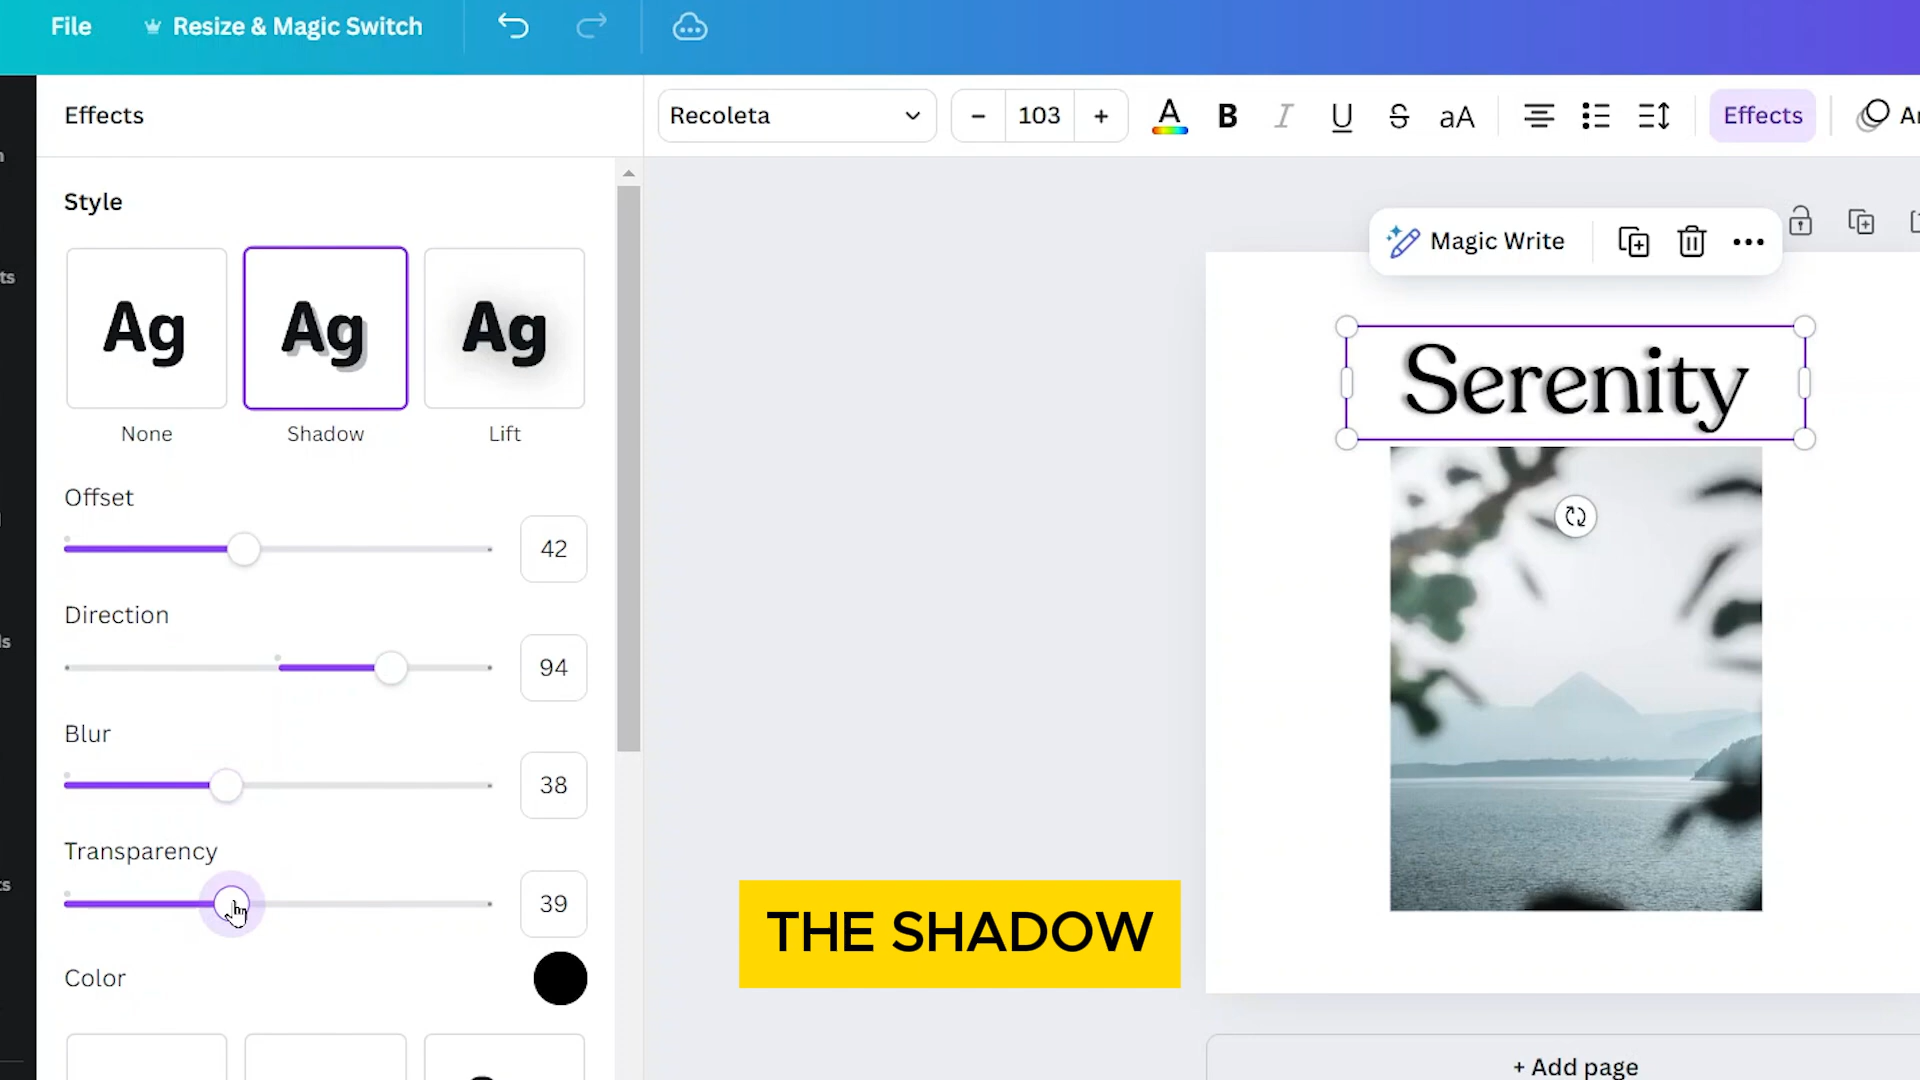 File
Resize & Magic Switch
Effects
Recoleta
103
A
B
I
U
S
aA
Effects
Style
Ag
Ag
Ag
None
Shadow
Lift
Magic Write
Serenity
Offset
42
Direction
94
Blur
38
Transparency
39
THE SHADOW
Color
+ Add page